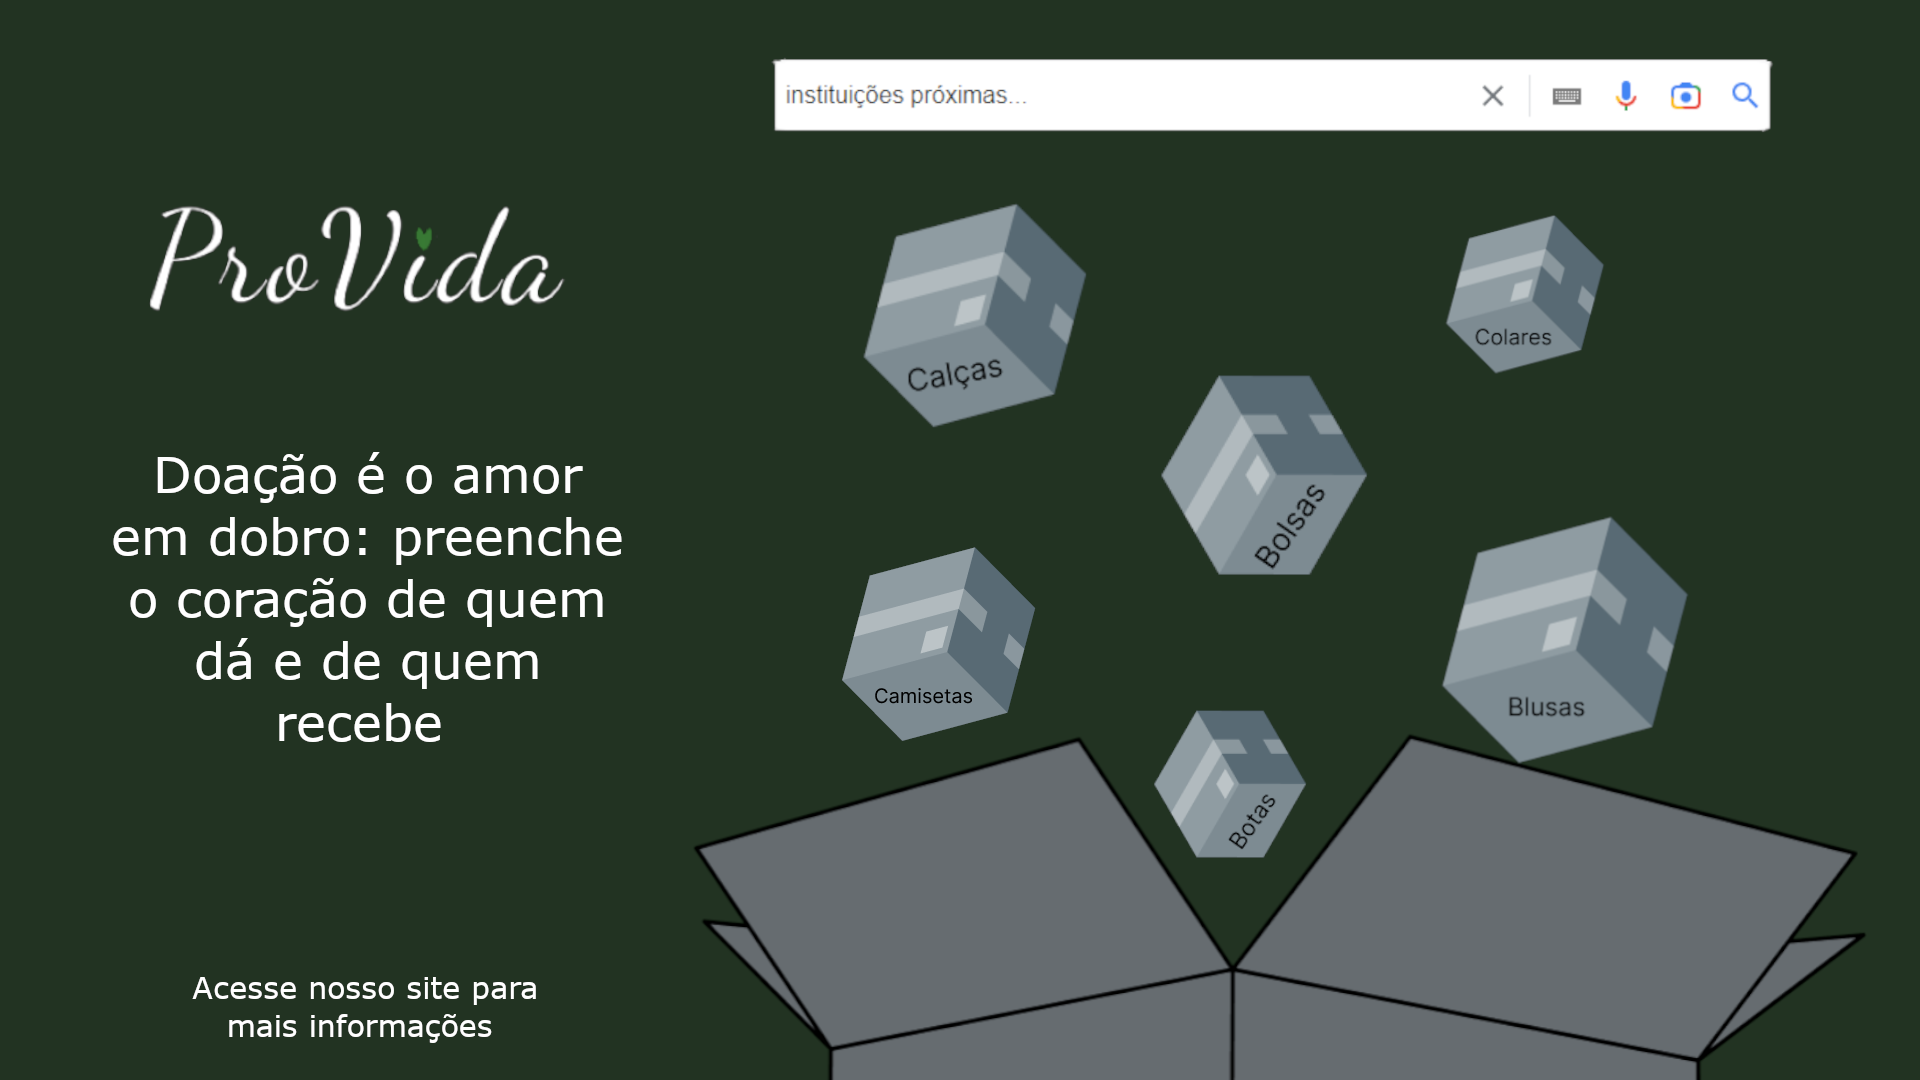 instituições próximas...
ProVida
Doação é o amor
em dobro: preenche
o coração de quem
dá e de quem
recebe
Acesse nosso site para
mais informações
Calças
Colares
Bolsas
Camisetas
Blusas
Botas